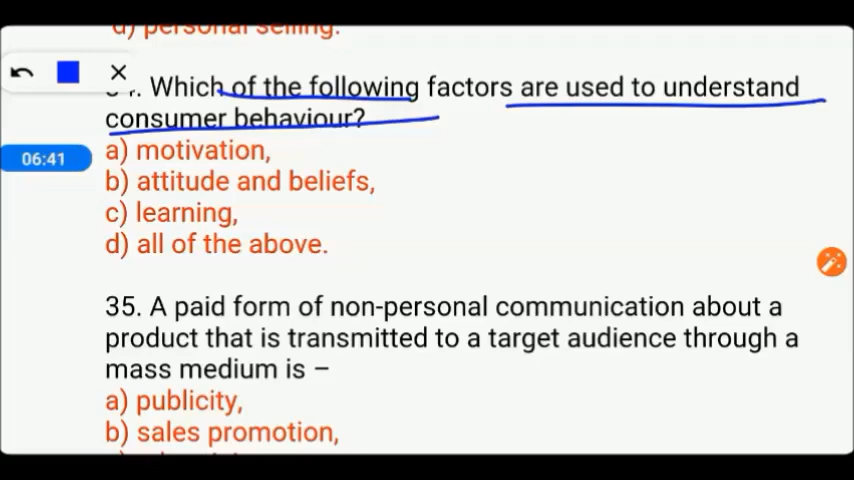 d) personal selling.
34. Which of the following factors are used to understand
consumer behaviour?
06:41
a) motivation,
b) attitude and beliefs,
c) learning,
d) all of the above.
35. A paid form of non-personal communication about a
product that is transmitted to a target audience through a
mass medium is –
a) publicity,
b) sales promotion,